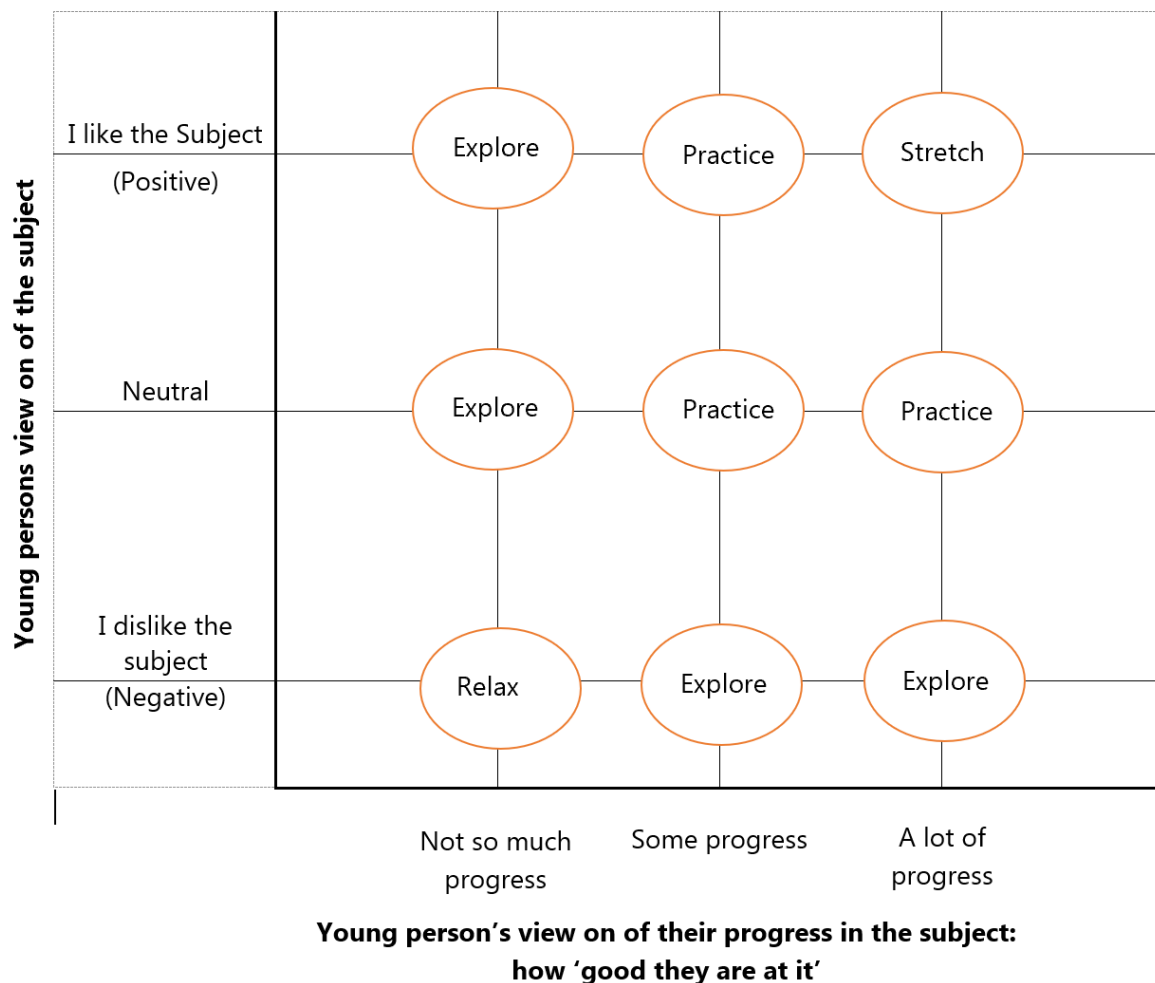 Young persons view on of the subject
I like the Subject
(Positive)
Explore
Practice
Stretch
Neutral
Explore
Practice
Practice
I dislike the
subject
(Negative)
Relax
Explore
Explore
Not so much
progress
Some progress
A lot of
progress
Young person’s view on of their progress in the subject:
how ‘good they are at it’